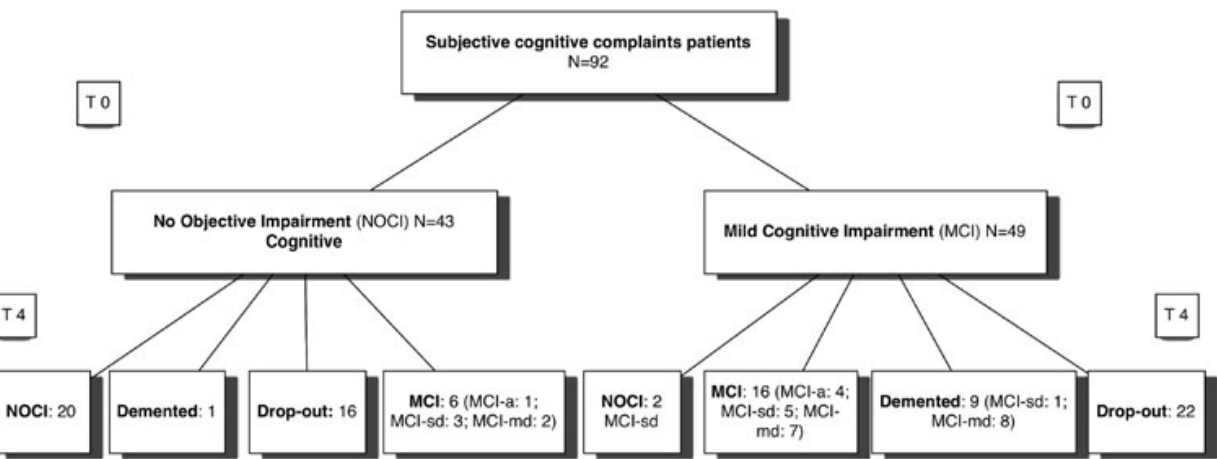 Subjective cognitive complaints patients
N=92
T 0
T 0
No Objective Impairment (NOCI) N=43
Cognitive
Mild Cognitive Impairment (MCI) N=49
T 4
T 4
NOCI: 20
Demented: 1
Drop-out: 16
MCI: 6 (MCI-a: 1;
MCI-sd: 3; MCI-md: 2)
NOCI: 2
MCI-sd
MCI: 16 (MCI-a: 4;
MCI-sd: 5; MCI-
md: 7)
Demented: 9 (MCI-sd: 1;
MCI-md: 8)
Drop-out: 22